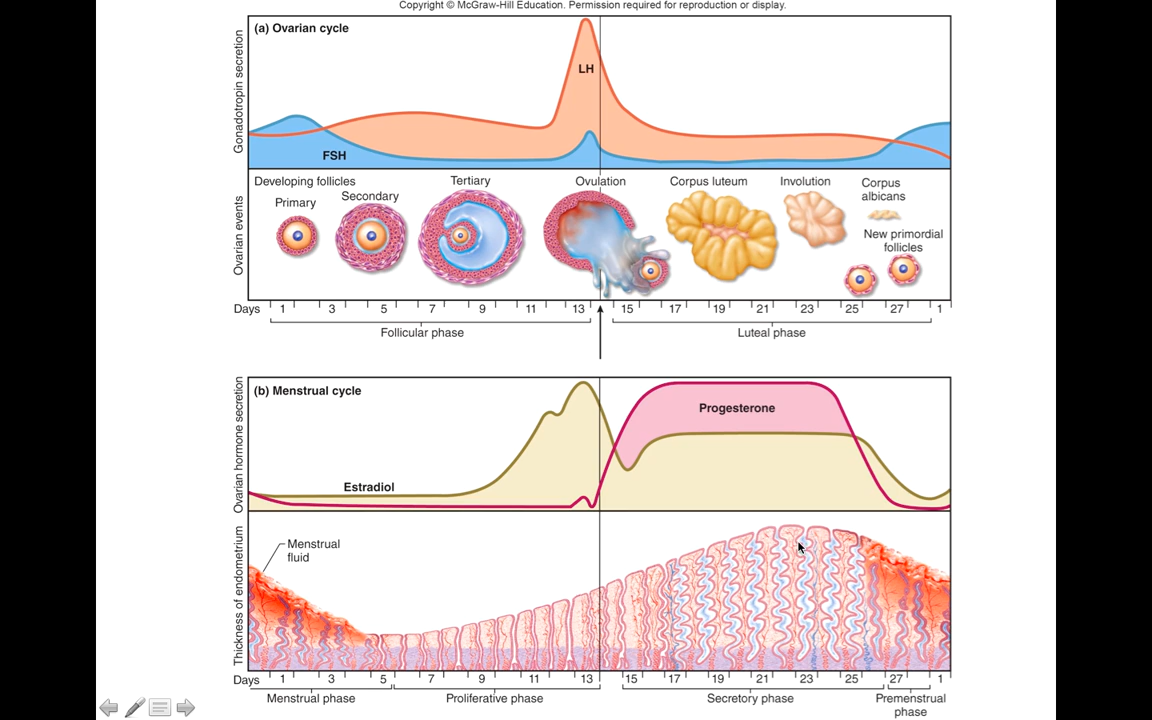 Copyright © McGraw-Hill Education. Permission required for reproduction or display.
(a) Ovarian cycle
Gonadotropin secretion
LH
FSH
Ovarian events
Developing follicles
Primary
Secondary
Tertiary
Ovulation
Corpus luteum
Involution
Corpus
albicans
New primordial
follicles
Days 1 3 5 7 9 11 13 15 17 19 21 23 25 27 1
Follicular phase
Luteal phase
(b) Menstrual cycle
Ovarian hormone secretion
Progesterone
Estradiol
Thickness of endometrium
Menstrual
fluid
Days 1 3 5 7 9 11 13 15 17 19 21 23 25 27 1
Menstrual phase
Proliferative phase
Secretory phase
Premenstrual
phase